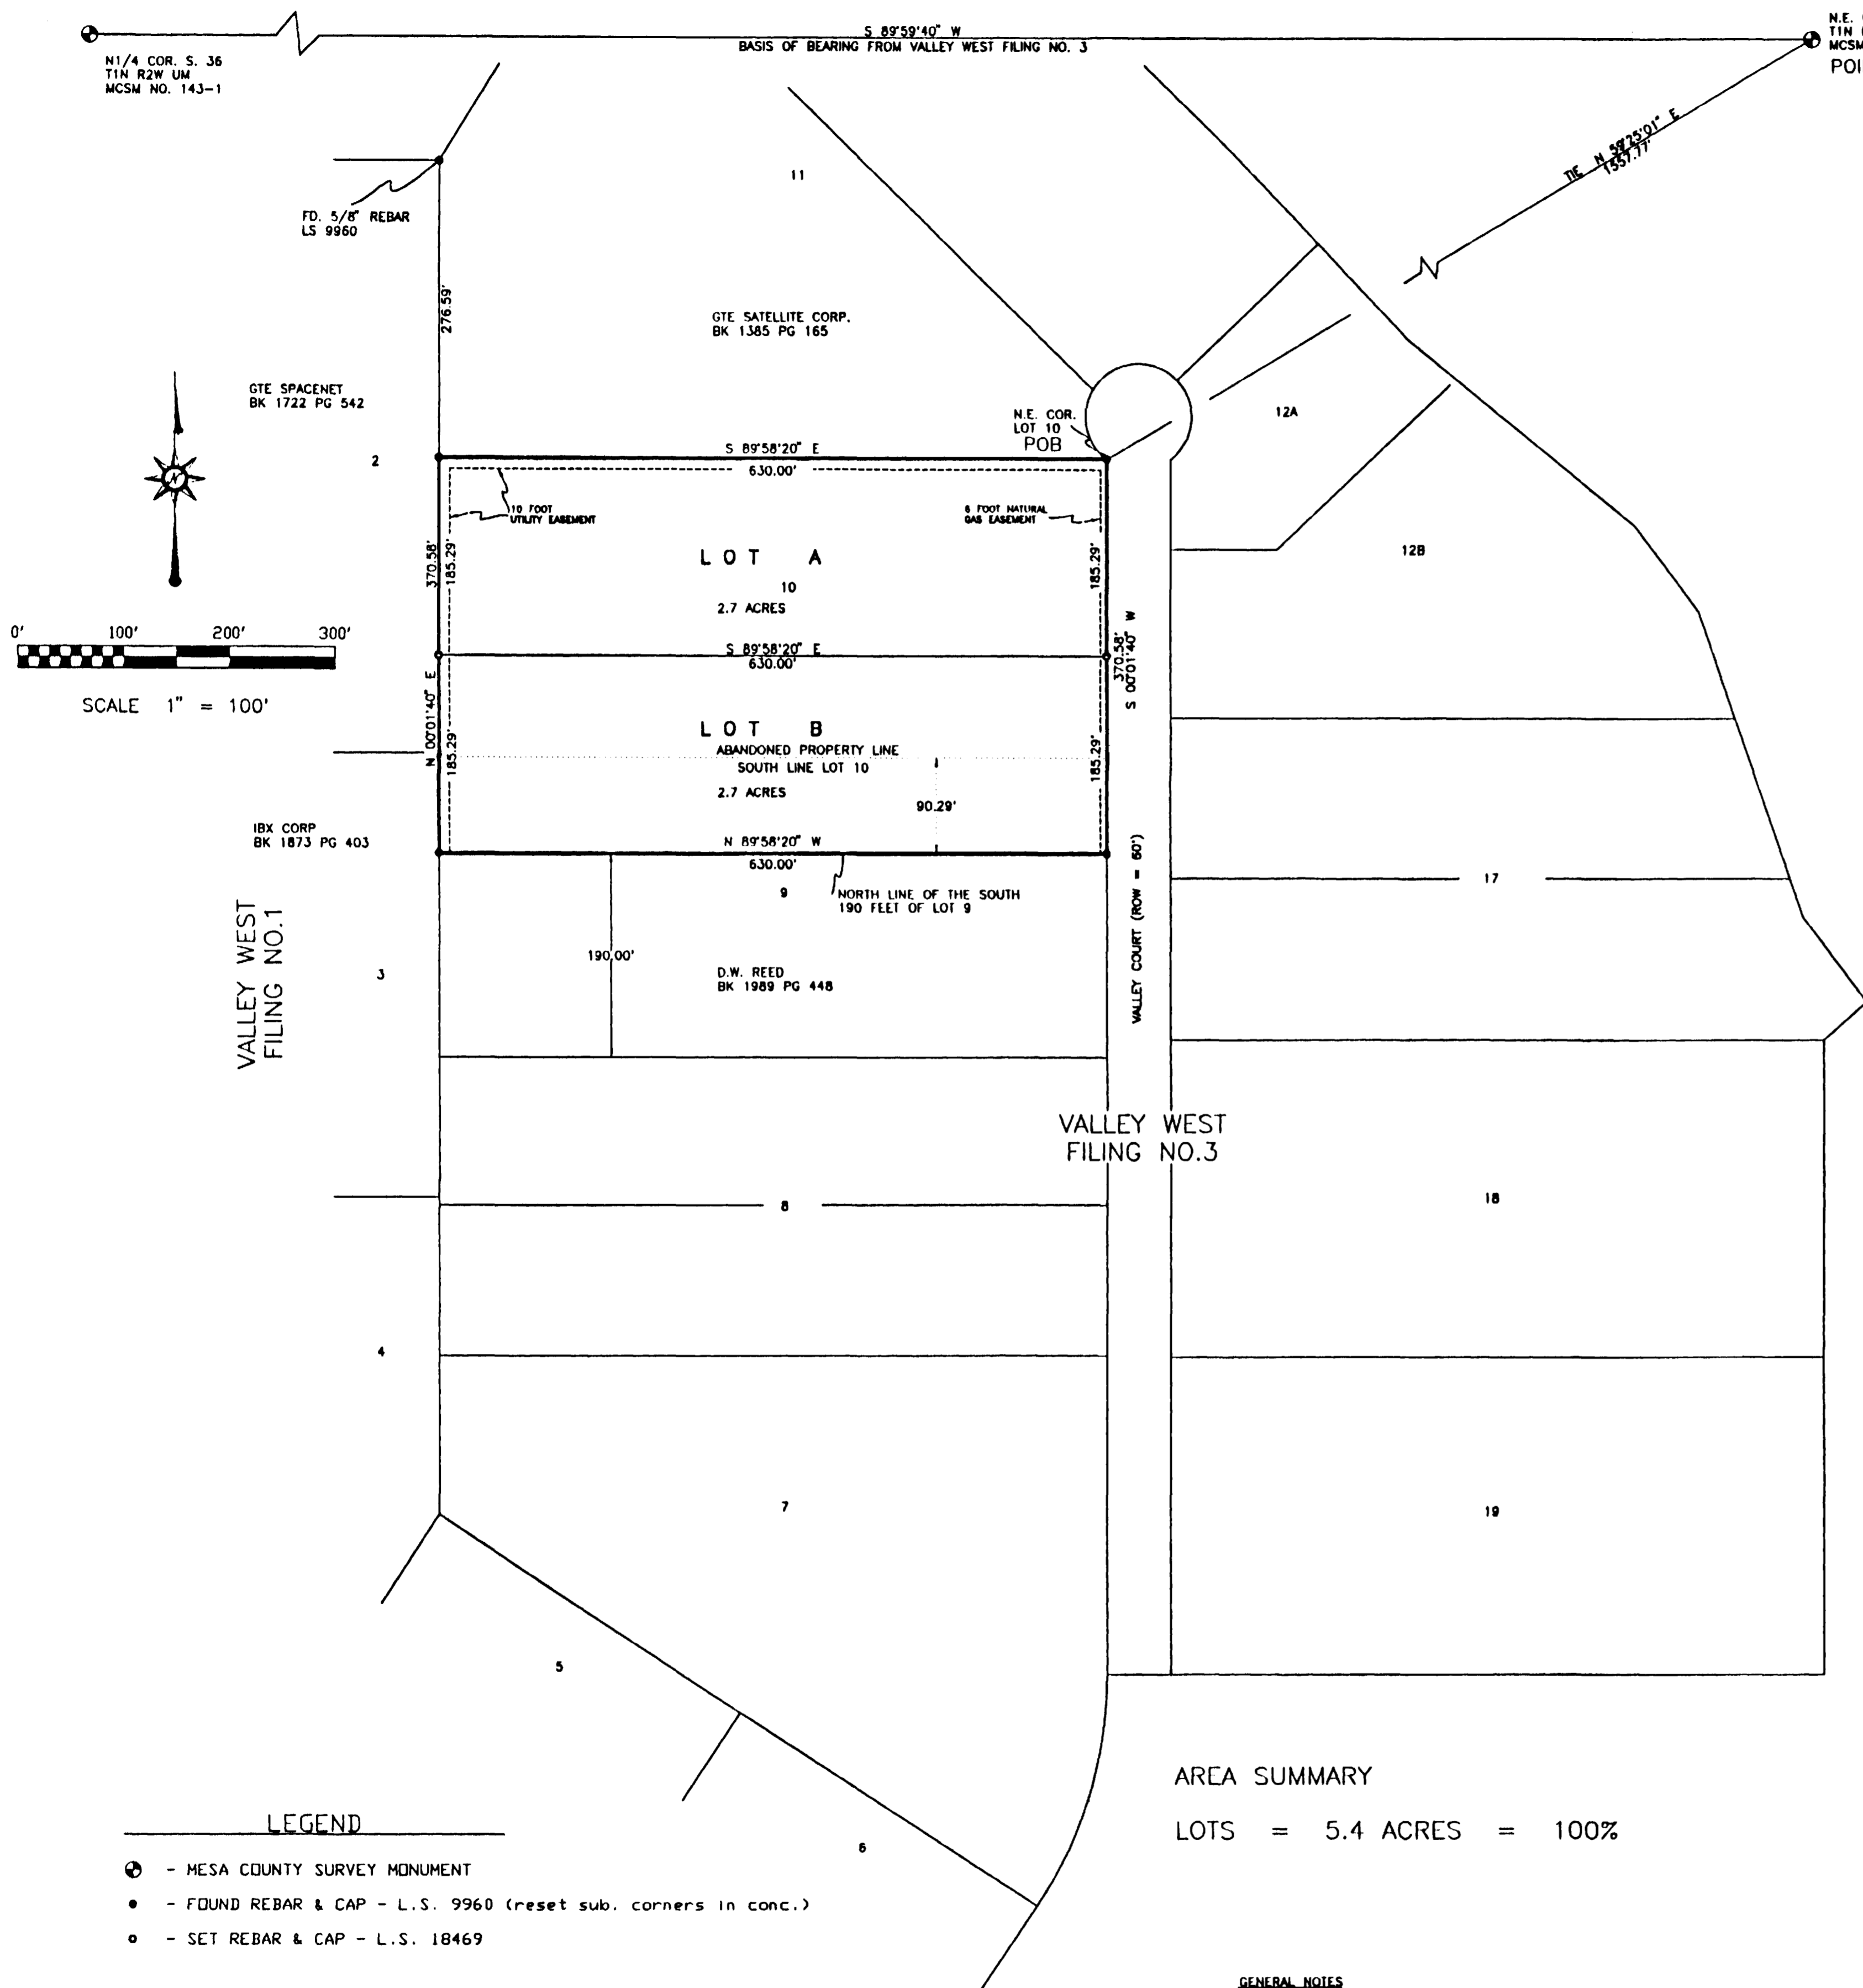 S 89°59'40" W
BASIS OF BEARING FROM VALLEY WEST FILING NO. 3
N1/4 COR. S. 36
T1N R2W UM
MCSM NO. 143-1
N.E.
T1N
MCSM
POI
TIE N 59°25'01" E
1557.77'
11
FD. 5/8" REBAR
LS 9960
276.59'
GTE SATELLITE CORP.
BK 1385 PG 165
GTE SPACENET
BK 1722 PG 542
N.E. COR.
LOT 10
POB
12A
2
N
S 89°58'20" E
630.00'
10 FOOT
UTILITY EASEMENT
6 FOOT NATURAL
GAS EASEMENT
12B
LOT A
10
2.7 ACRES
370.58'
185.29'
185.29'
370.58'
S 00°01'40" W
0' 100' 200' 300'
SCALE 1" = 100'
S 89°58'20" E
630.00'
N 00°01'40" E
185.29'
LOT B
ABANDONED PROPERTY LINE
SOUTH LINE LOT 10
2.7 ACRES
90.29'
185.29'
IBX CORP
BK 1873 PG 403
N 89°58'20" W
630.00'
9
NORTH LINE OF THE SOUTH
190 FEET OF LOT 9
VALLEY COURT (ROW = 60')
17
VALLEY WEST
FILING NO.1
3
190.00'
D.W. REED
BK 1989 PG 448
VALLEY WEST
FILING NO.3
8
18
4
7
19
5
6
AREA SUMMARY
LOTS = 5.4 ACRES = 100%
LEGEND
- MESA COUNTY SURVEY MONUMENT
- FOUND REBAR & CAP - L.S. 9960 (reset sub. corners in conc.)
- SET REBAR & CAP - L.S. 18469
GENERAL NOTES